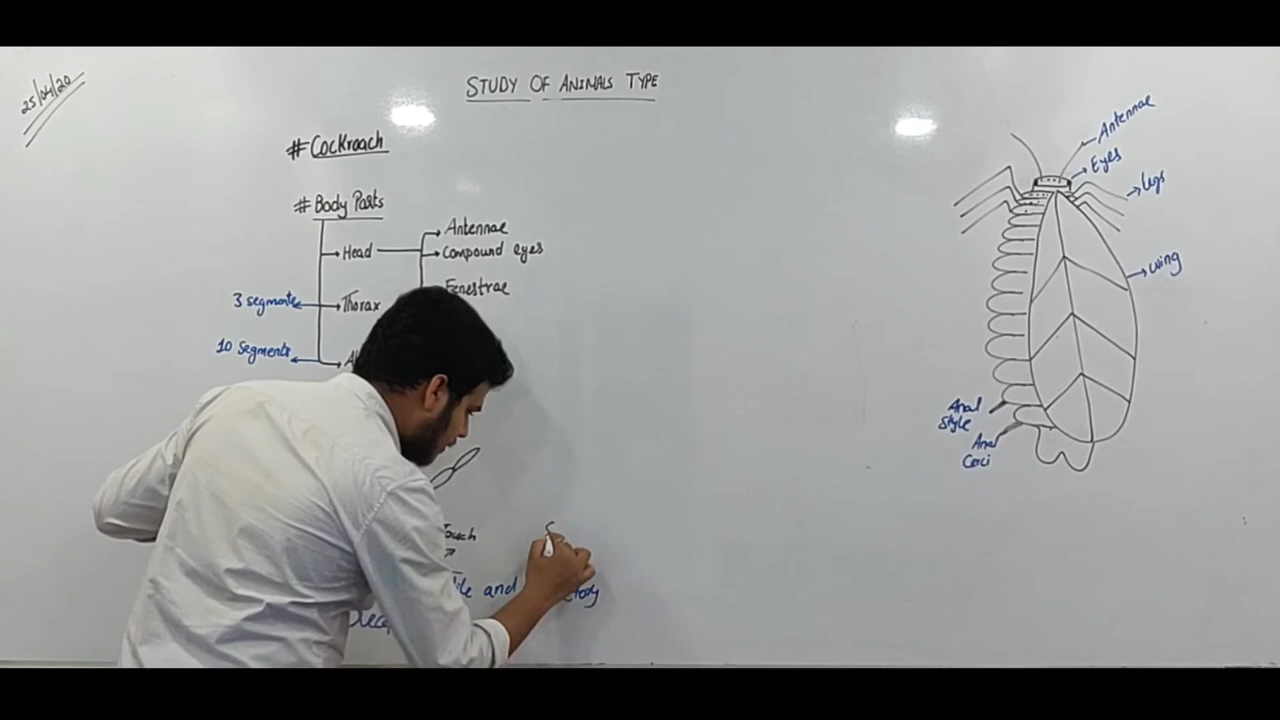 25/04/20
STUDY OF ANIMALS TYPE
# Cockroach
# Body Parts
Head
Antennae
Compound eyes
Fenestrae
3 segments
Thorax
10 Segments
Touch
and
Antennae
Eyes
legs
wing
Anal
Style
Anal
Cerci